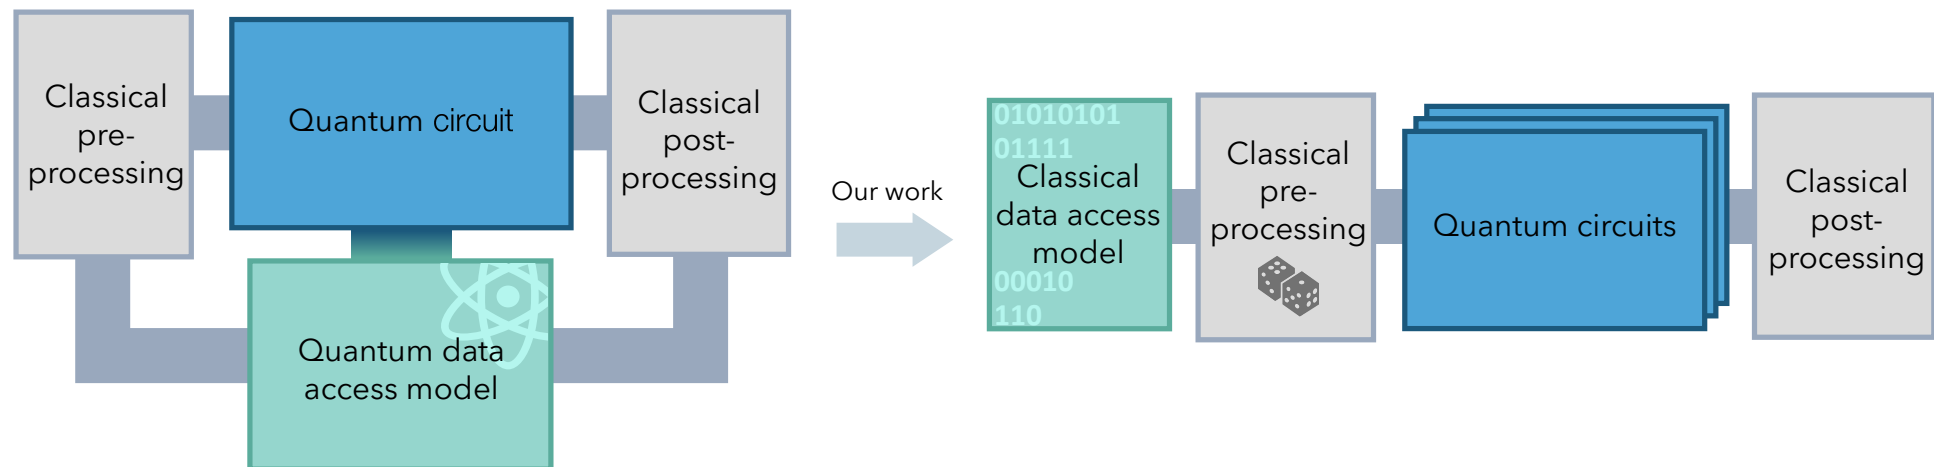 Classical
pre-
processing
Quantum circuit
Classical
post-
processing
Quantum data
access model
Our work
01010101
01111
Classical
data access
model
00010
110
Classical
pre-
processing
Quantum circuits
Classical
post-
processing